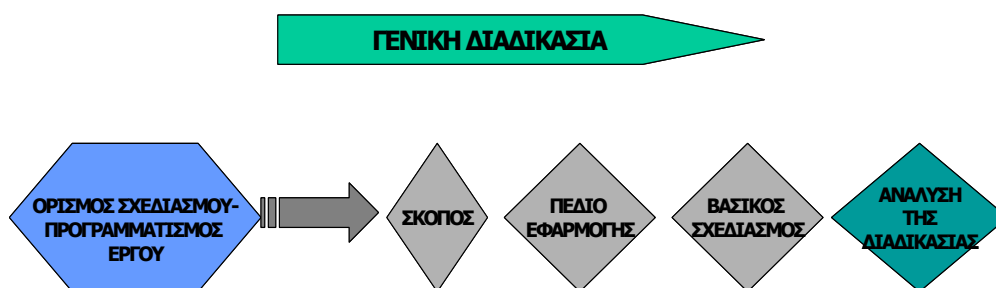 ΓΕΝΙΚΗ ΔΙΑΔΙΚΑΣΙΑ
ΟΡΙΣΜΟΣ ΣΧΕΔΙΑΣΜΟΥ-
ΠΡΟΓΡΑΜΜΑΤΙΣΜΟΣ
ΕΡΓΟΥ
ΣΚΟΠΟΣ
ΠΕΔΙΟ
ΕΦΑΡΜΟΓΗΣ
ΒΑΣΙΚΟΣ
ΣΧΕΔΙΑΣΜΟΣ
ΑΝΑΛΥΣΗ
ΤΗΣ
ΔΙΑΔΙΚΑΣΙΑΣ